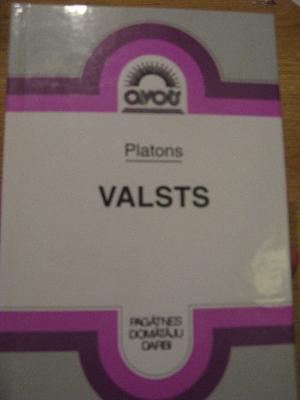 avots
Platons
VALSTS
PAGĀTNES
DOMĀTĀJU
DARBI